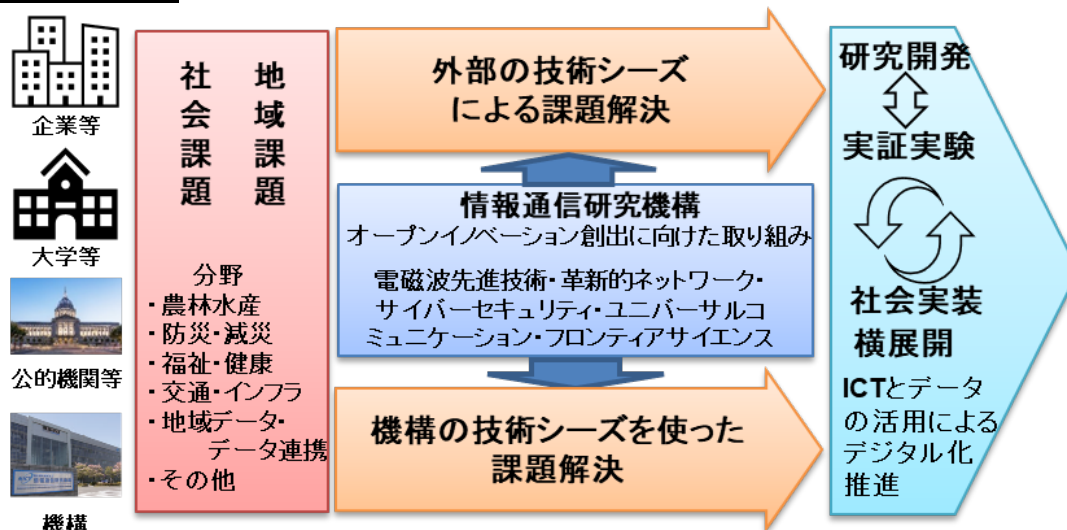 企業等
大学等
公的機関等
機構
地域課題
社会課題
分野
・農林水産
・防災・減災
・福祉・健康
・交通・インフラ
・地域データ・
データ連携
・その他
外部の技術シーズ
による課題解決
情報通信研究機構
オープンイノベーション創出に向けた取り組み
電磁波先進技術・革新的ネットワーク・
サイバーセキュリティ・ユニバーサルコ
ミュニケーション・フロンティアサイエンス
機構の技術シーズを使った
課題解決
研究開発
実証実験
社会実装
横展開
ICTとデータ
の活用による
デジタル化
推進